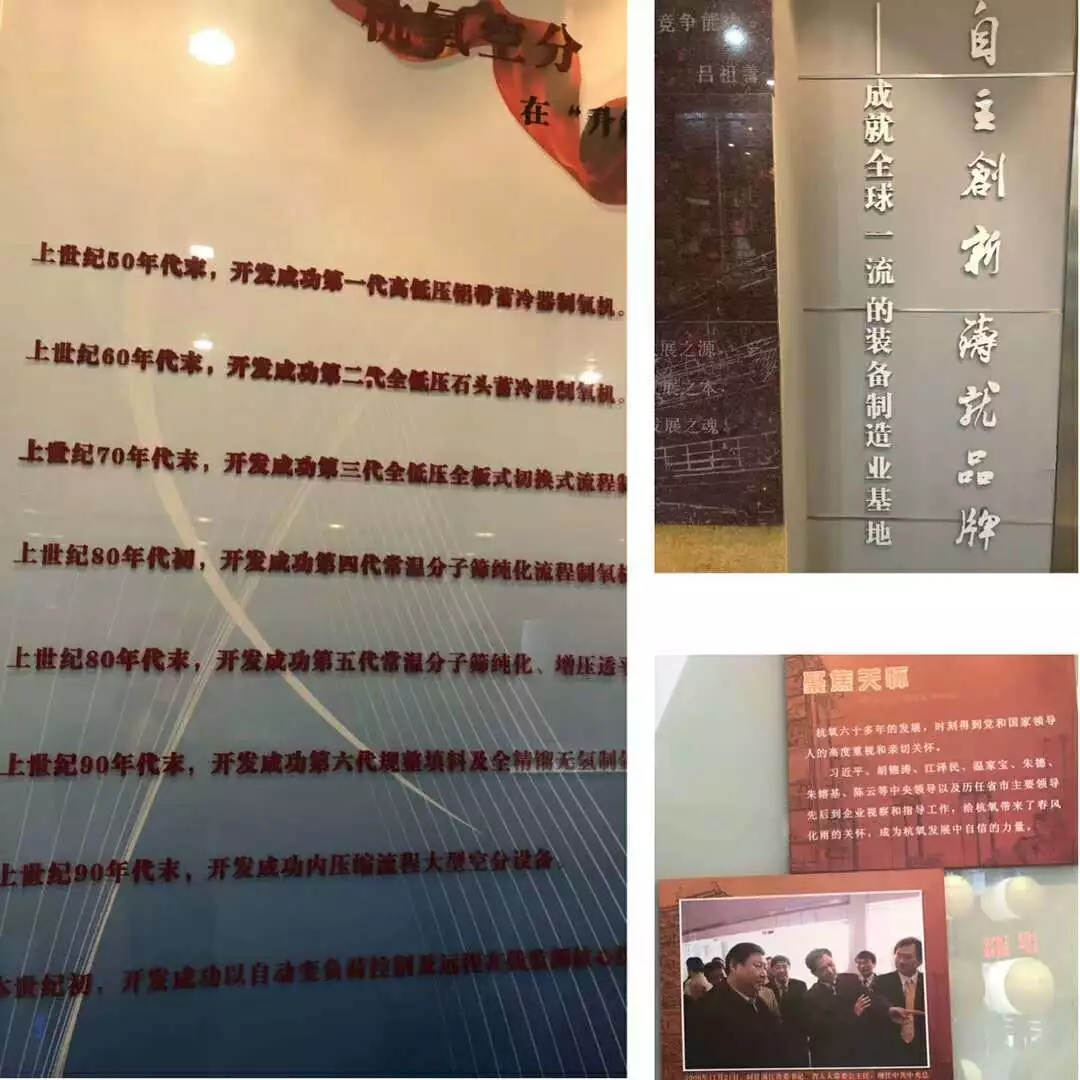 杭氧空分
在“升
上世纪50年代末，开发成功第一代高低压铝带蓄冷器制氧机。
上世纪60年代末，开发成功第二代全低压石头蓄冷器制氧机。
上世纪70年代末，开发成功第三代全低压全板式切换式流程制
上世纪80年代初，开发成功第四代常温分子筛纯化流程制氧机
上世纪80年代末，开发成功第五代常温分子筛纯化、增压透平
上世纪90年代末，开发成功第六代规整填料及全精馏无氢制氩
上世纪90年代末，开发成功内压缩流程大型空分设备.
本世纪初，开发成功以自动变负荷控制及远程
竞争能
吕祖善
展之源
展之本
发展之魂
自主創新 鑄就品牌
——成就全球一流的装备制造业基地
聚焦关怀
杭氧六十多年的发展，时刻得到党和国家领导
人的高度重视和亲切关怀。
习近平、胡锦涛、江泽民、温家宝、朱德、
朱镕基、陈云等中央领导以及历任省市主要领导
先后到企业视察和指导工作，给杭氧带来了春风
化雨的关怀，成为杭氧发展中自信的力量。